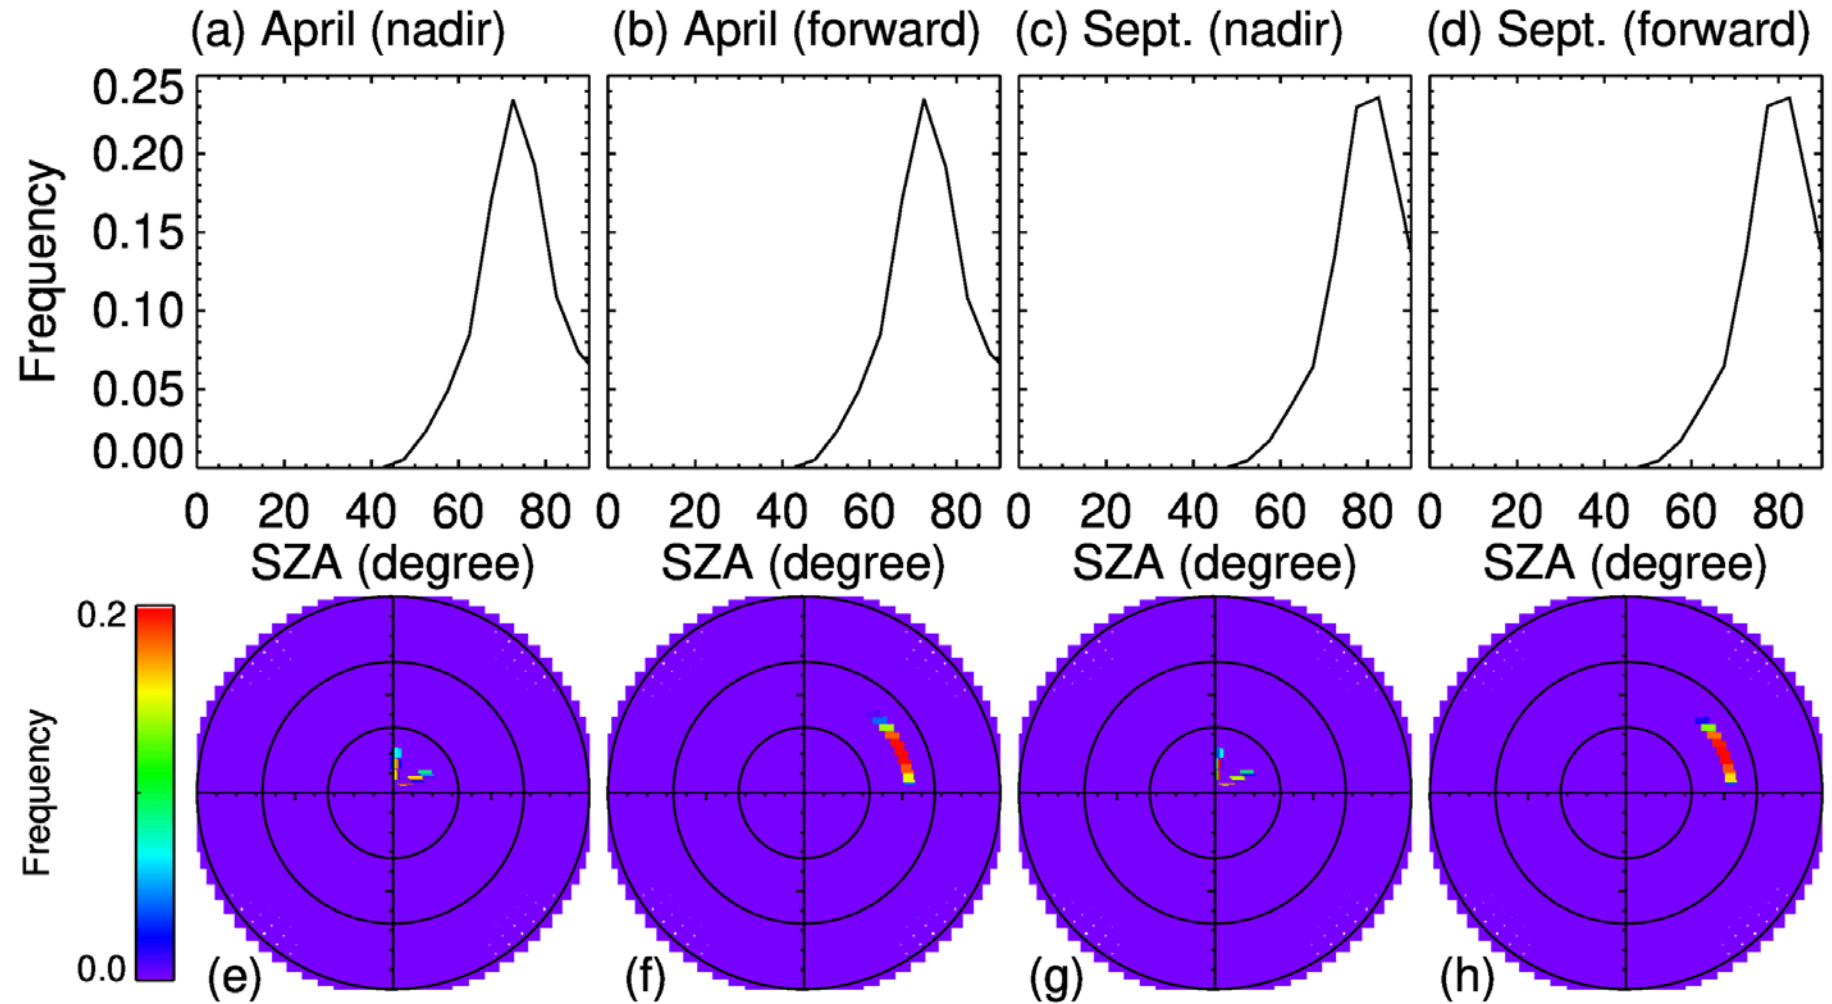 (a) April (nadir) (b) April (forward) (c) Sept. (nadir) (d) Sept. (forward)
Frequency
0.25
0.20
0.15
0.10
0.05
0.00
0 20 40 60 80 0 20 40 60 80 0 20 40 60 80 0 20 40 60 80
SZA (degree) SZA (degree) SZA (degree) SZA (degree)
0.2
Frequency
0.0
(e) (f) (g) (h)